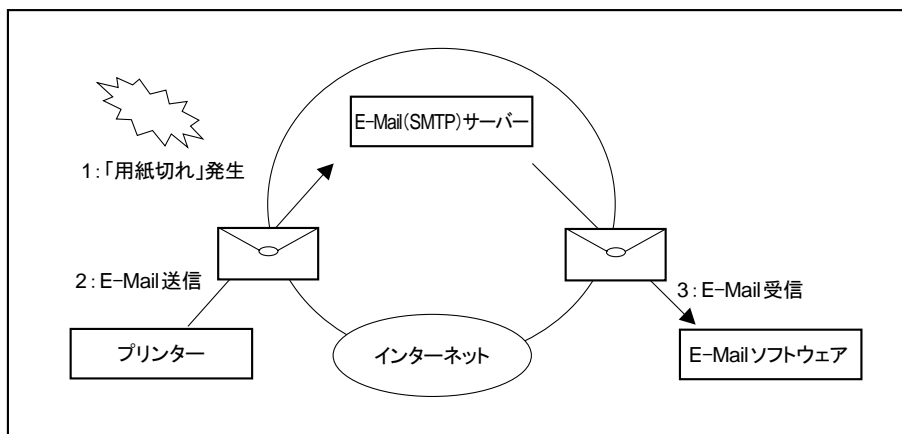 E-Mail(SMTP)サーバー
1:「用紙切れ」発生
2:E-Mail送信
3:E-Mail受信
プリンター
インターネット
E-Mailソフトウェア